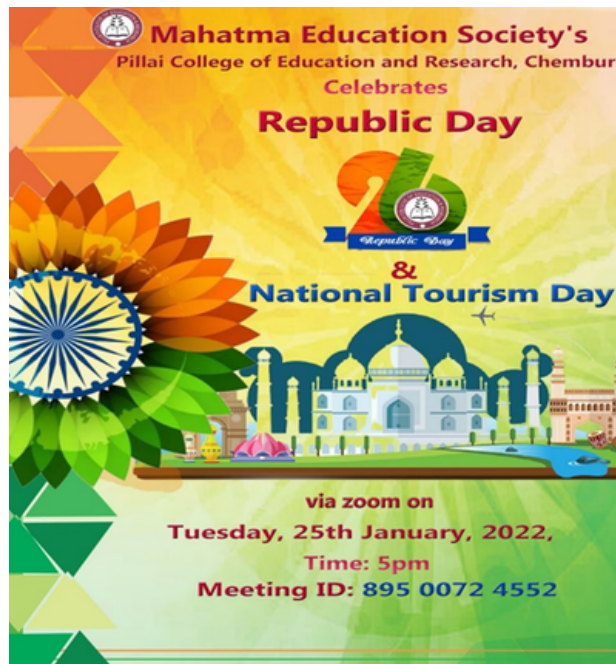 Mahatma Education Society's
Pillai College of Education and Research, Chembur
Celebrates
Republic Day
26
Republic Day
&
National Tourism Day
via zoom on
Tuesday, 25th January, 2022,
Time: 5pm
Meeting ID: 895 0072 4552